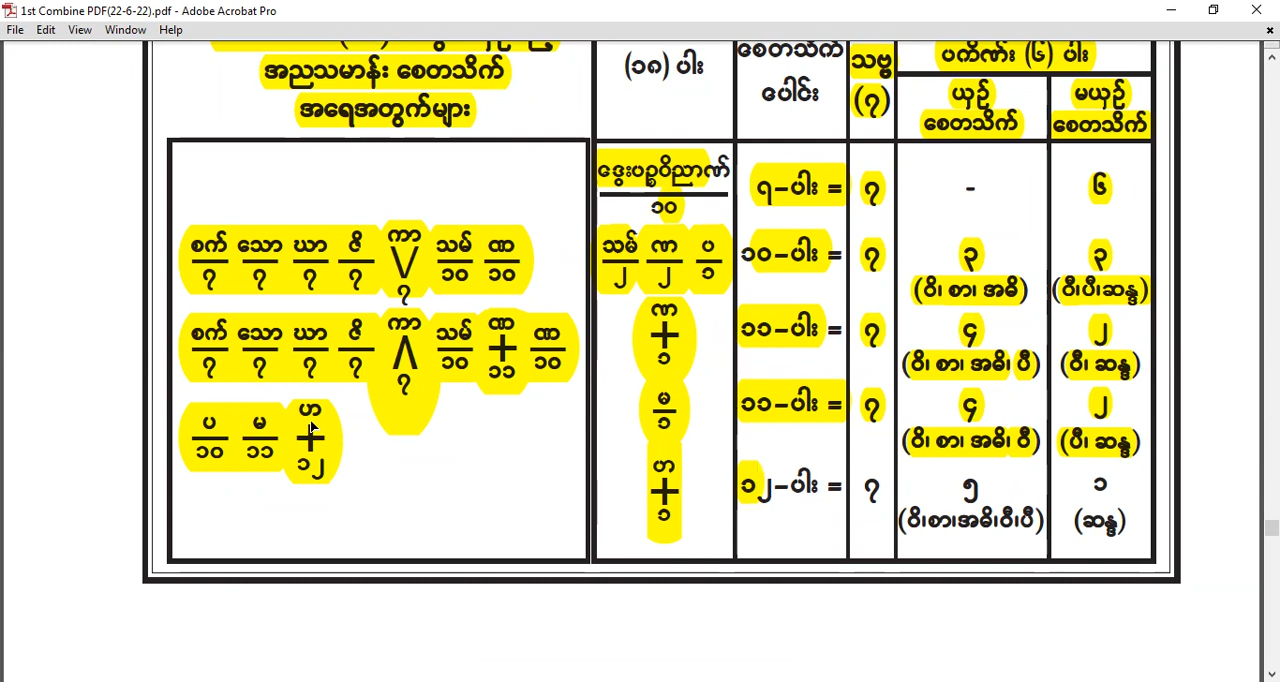 1st Combine PDF(22-6-22).pdf - Adobe Acrobat Pro
File Edit View Window Help
အညသမာန်း စေတသိက်
အရေအတွက်များ
(၁၈) ပါး
စေတသိက်
ပေါင်း
သဗ္ဗ
(၇)
ပကိဏ်း (၆) ပါး
ယှဉ်
စေတသိက်
မယှဉ်
စေတသိက်
စက် သော ဃာ ဇိ ကာ သမ် ဏ
၇ ၇ ၇ ၇ ၇ ၁၀ ၁၀
စက် သော ဃာ ဇိ ကာ သမ် ဏ ဏ
၇ ၇ ၇ ၇ ၇ ၁၀ ၁၁ ၁၀
ပ မ ဟ
၁၀ ၁၁ ၁၂
ဒွေးပဉ္စဝိညာဏ်
၁၀
၇-ပါး = ၇ - ၆
သမ် ဏ ပ
၂ ၂ ၁
၁၀-ပါး = ၇ ၃ ၃
(ဝိ၊ စာ၊ အဓိ) (ဝီ၊ပီ၊ဆန္ဒ)
ဏ
+
၁
၁၁-ပါး = ၇ ၄ ၂
(ဝိ၊ စာ၊ အဓိ၊ ပီ) (ဝီ၊ ဆန္ဒ)
မ
၁
၁၁-ပါး = ၇ ၄ ၂
(ဝိ၊ စာ၊ အဓိ၊ ဝီ) (ပီ၊ ဆန္ဒ)
ဟ
+
၁
၁၂-ပါး = ၇ ၅ ၁
(ဝိ၊စာ၊အဓိ၊ဝီ၊ပီ) (ဆန္ဒ)